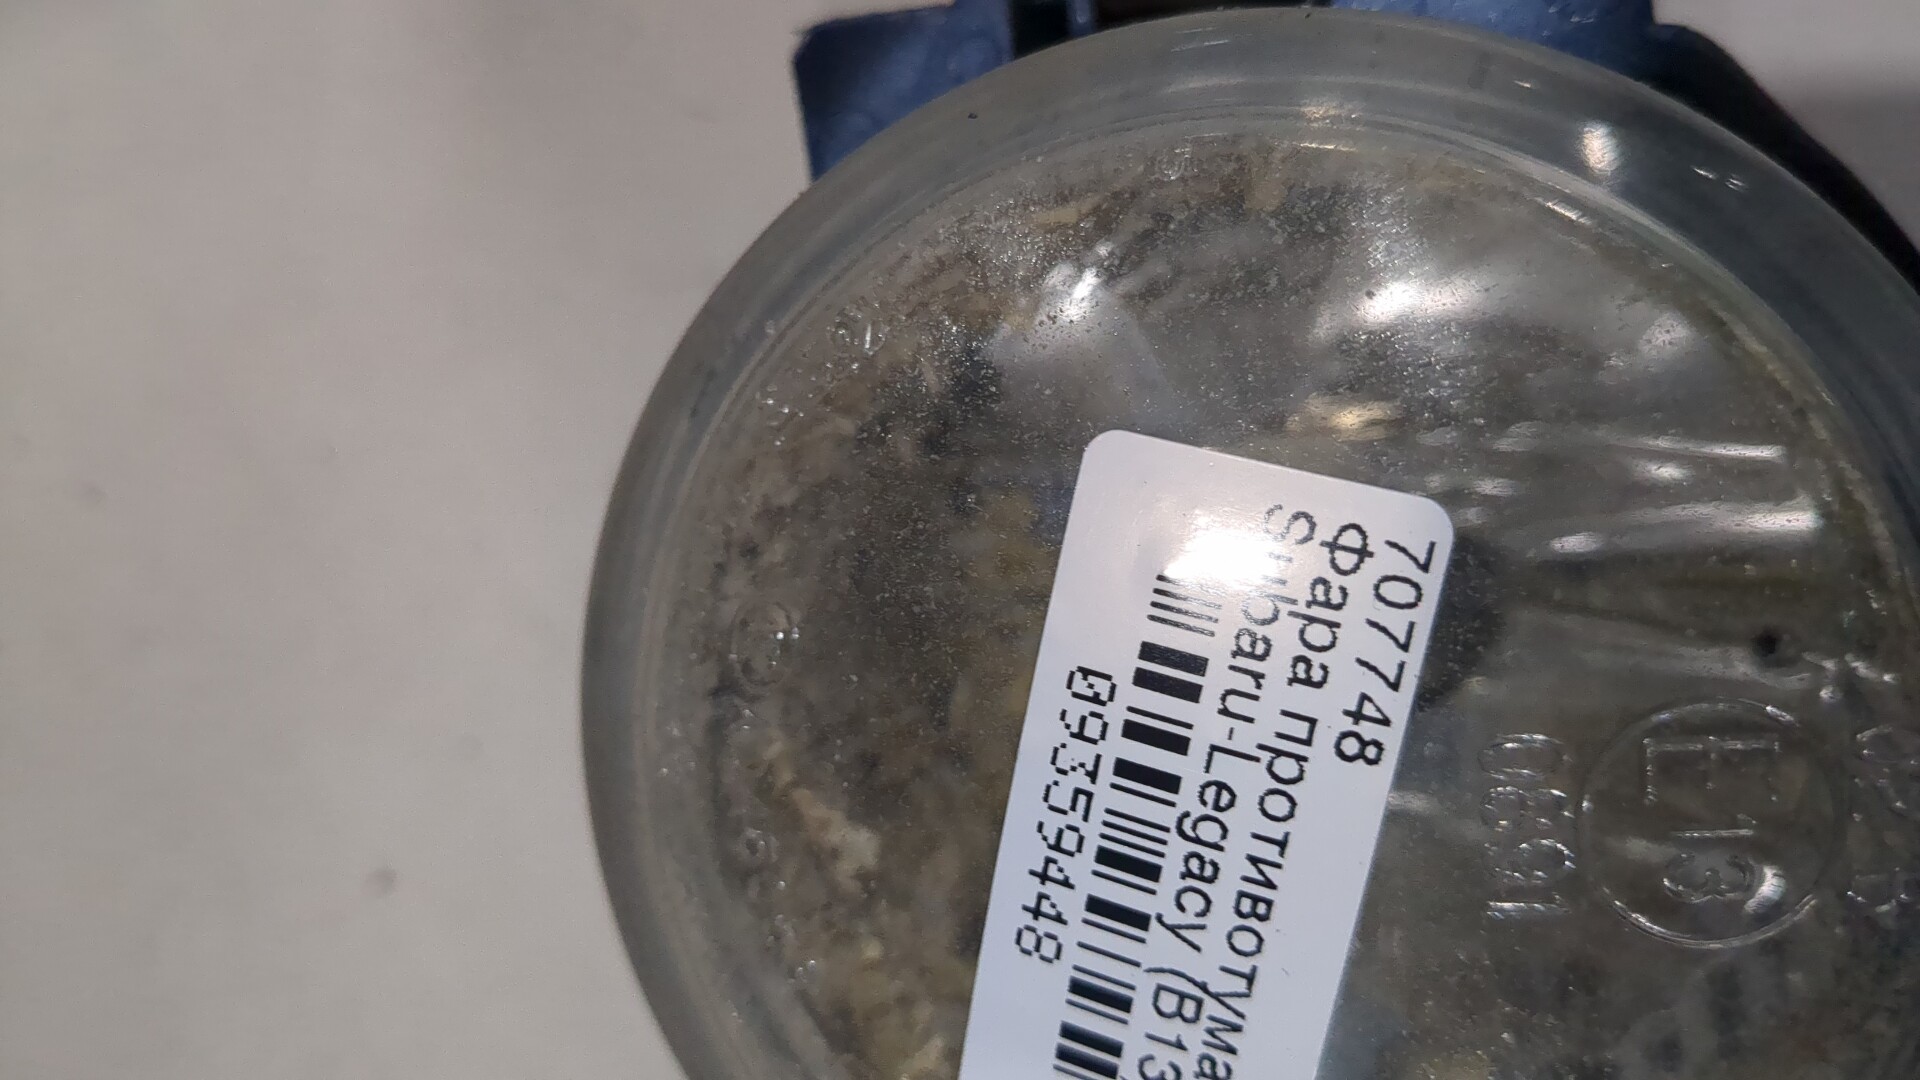 707748
Фара противотума
Subaru Legacy (B13
09359448
E13